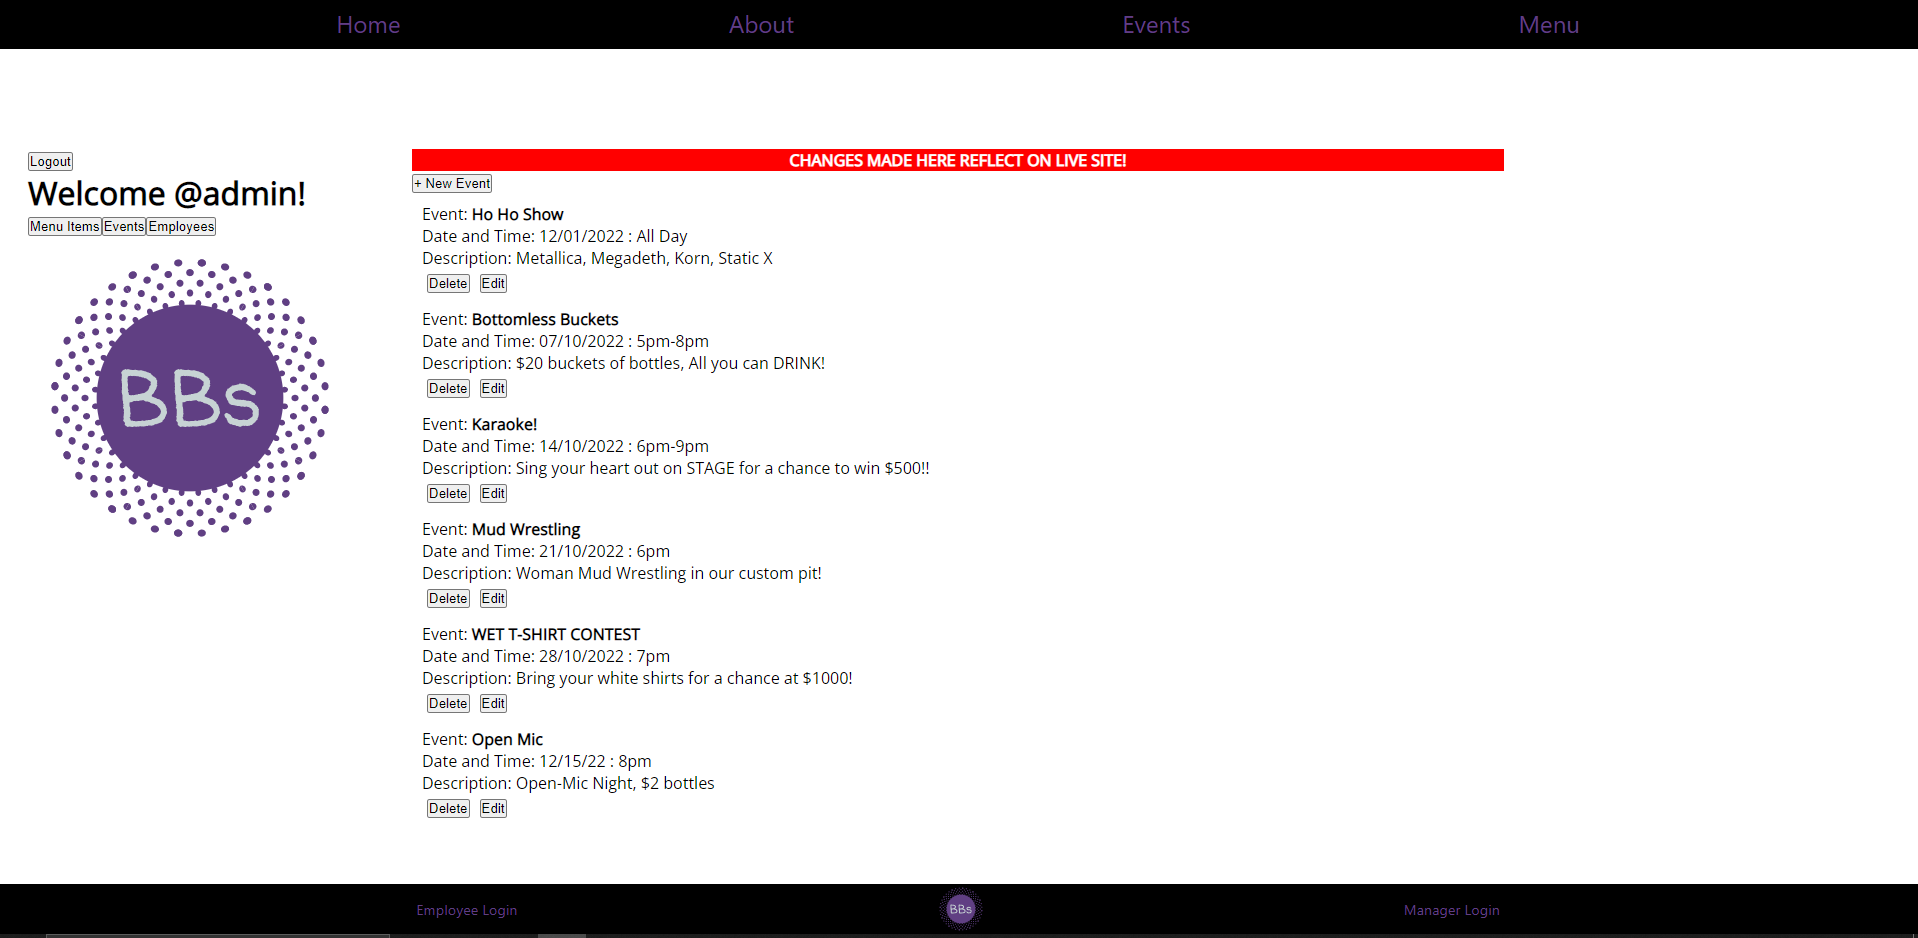 Home About Events Menu
Logout
Welcome @admin!
Menu Items Events Employees
BBs
CHANGES MADE HERE REFLECT ON LIVE SITE!
+ New Event
Event: Ho Ho Show
Date and Time: 12/01/2022 : All Day
Description: Metallica, Megadeth, Korn, Static X
Delete Edit
Event: Bottomless Buckets
Date and Time: 07/10/2022 : 5pm-8pm
Description: $20 buckets of bottles, All you can DRINK!
Delete Edit
Event: Karaoke!
Date and Time: 14/10/2022 : 6pm-9pm
Description: Sing your heart out on STAGE for a chance to win $500!!
Delete Edit
Event: Mud Wrestling
Date and Time: 21/10/2022 : 6pm
Description: Woman Mud Wrestling in our custom pit!
Delete Edit
Event: WET T-SHIRT CONTEST
Date and Time: 28/10/2022 : 7pm
Description: Bring your white shirts for a chance at $1000!
Delete Edit
Event: Open Mic
Date and Time: 12/15/22 : 8pm
Description: Open-Mic Night, $2 bottles
Delete Edit
Employee Login BBs Manager Login